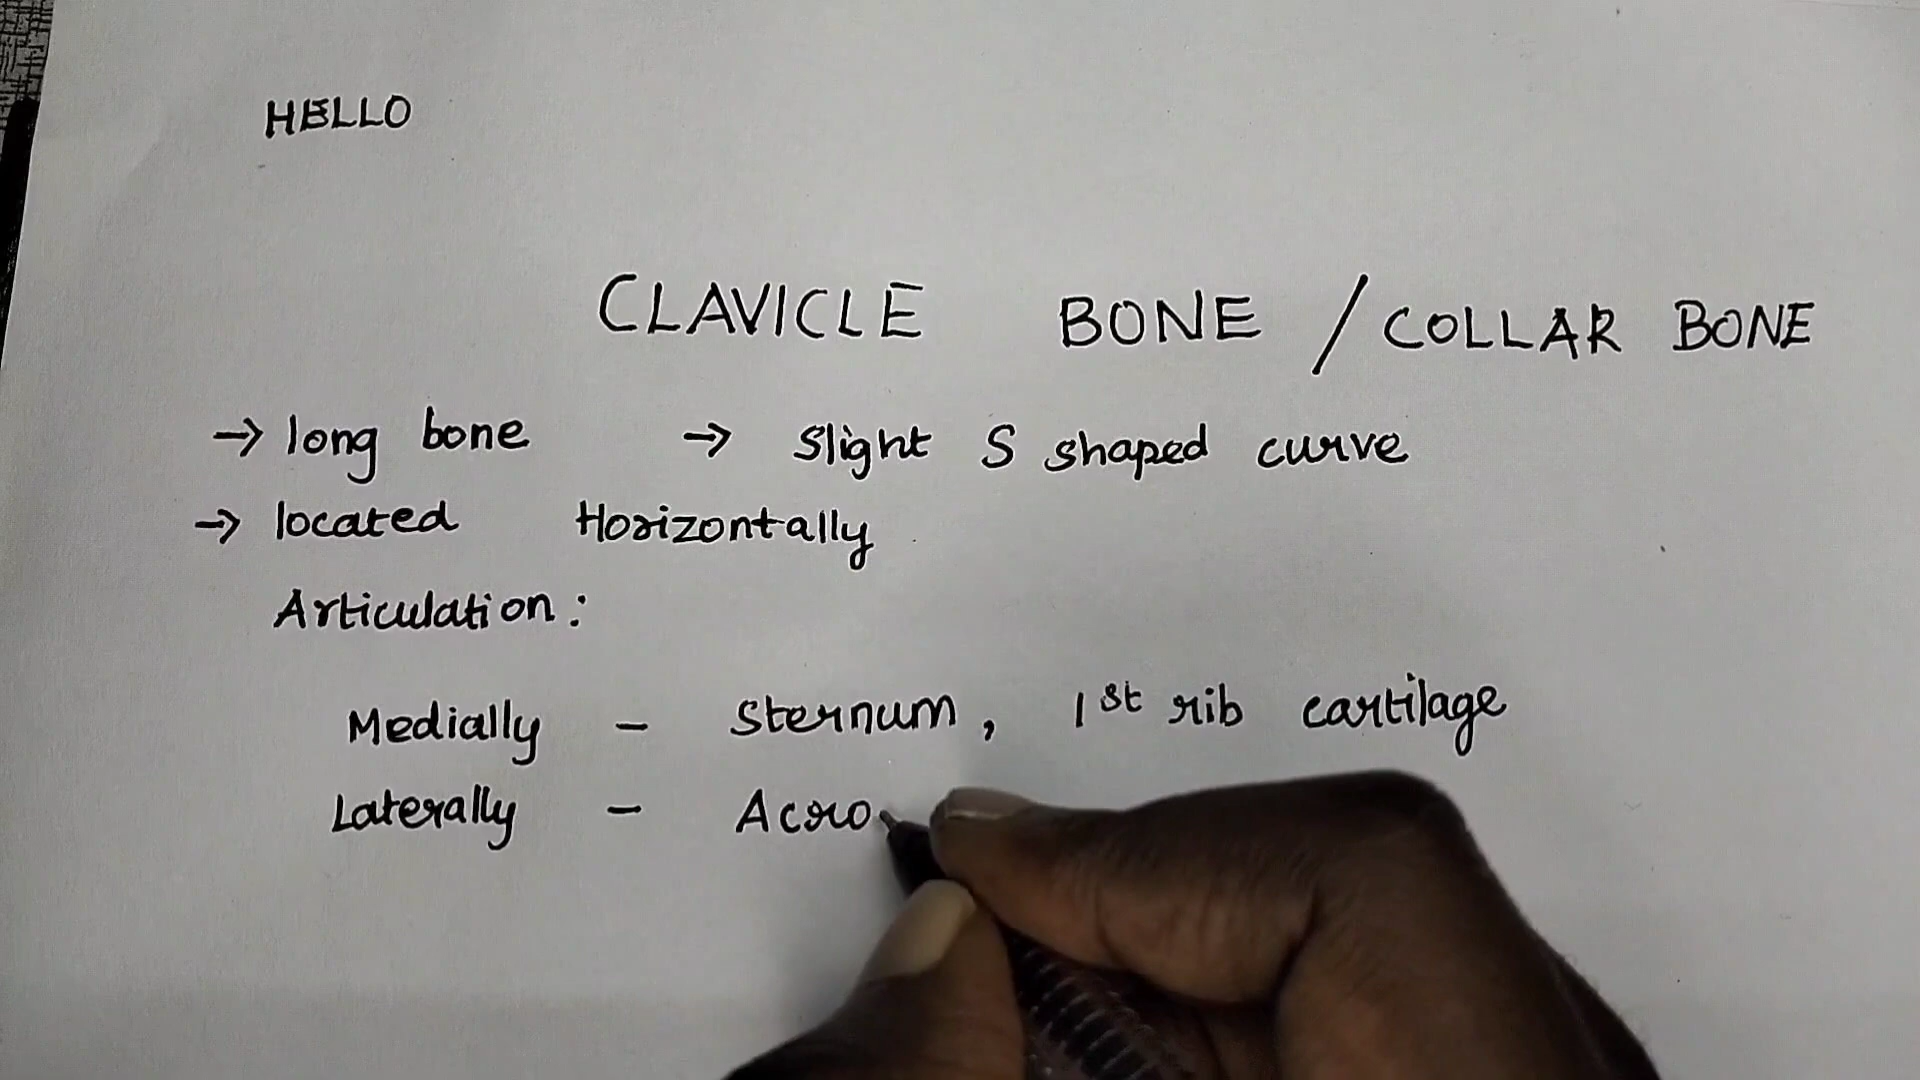 HELLO
CLAVICLE BONE / COLLAR BONE
→ long bone → Slight S shaped curve
→ located Horizontally
Articulation :
Medially - Sternum , 1st rib cartilage
Laterally - Acro